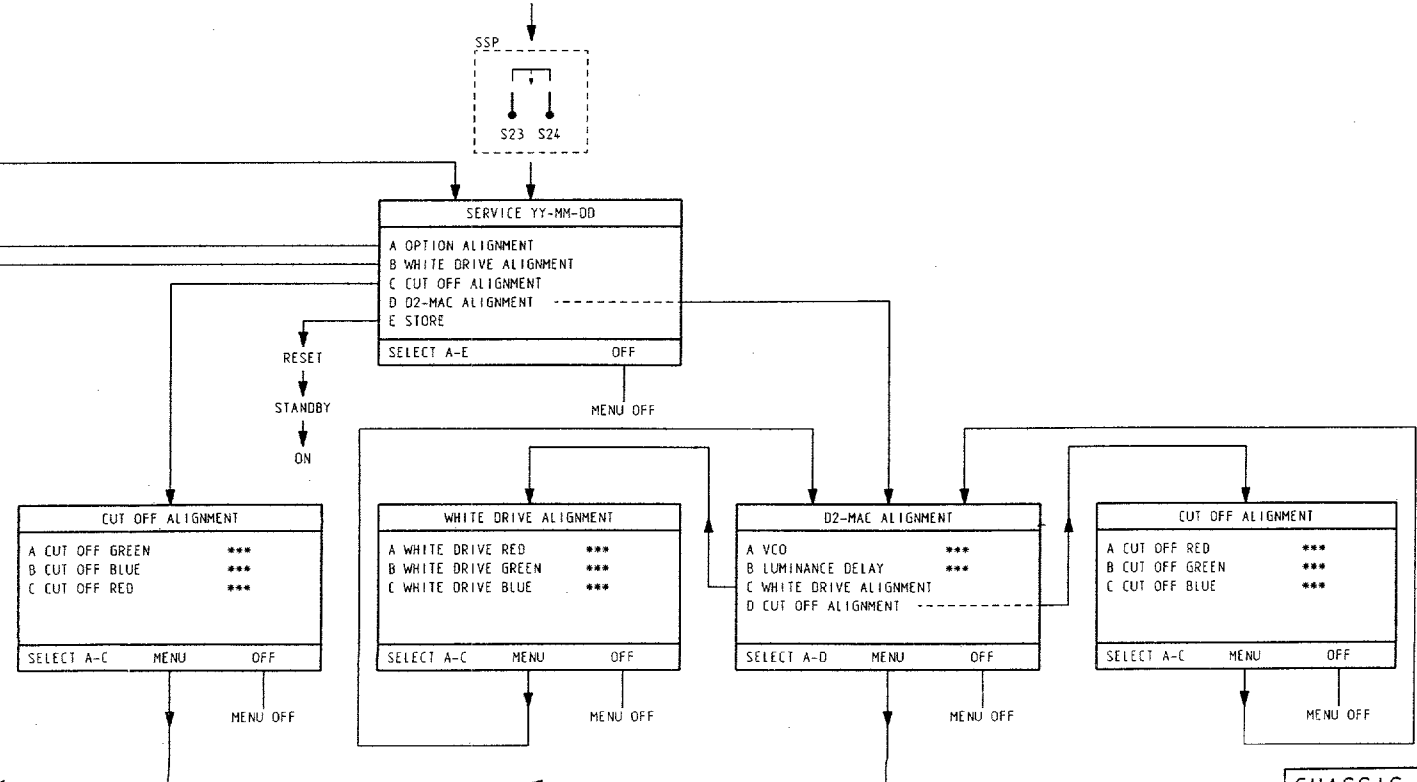 SSP
S23 S24
SERVICE YY-MM-DD
A OPTION ALIGNMENT
B WHITE DRIVE ALIGNMENT
C CUT OFF ALIGNMENT
D D2-MAC ALIGNMENT
E STORE
SELECT A-E OFF
MENU OFF
RESET
STANDBY
ON
CUT OFF ALIGNMENT
A CUT OFF GREEN ***
B CUT OFF BLUE ***
C CUT OFF RED ***
SELECT A-C MENU OFF
MENU OFF
WHITE DRIVE ALIGNMENT
A WHITE DRIVE RED ***
B WHITE DRIVE GREEN ***
C WHITE DRIVE BLUE ***
SELECT A-C MENU OFF
MENU OFF
D2-MAC ALIGNMENT
A VCO ***
B LUMINANCE DELAY ***
C WHITE DRIVE ALIGNMENT
D CUT OFF ALIGNMENT
SELECT A-D MENU OFF
MENU OFF
CUT OFF ALIGNMENT
A CUT OFF RED ***
B CUT OFF GREEN ***
C CUT OFF BLUE ***
SELECT A-C MENU OFF
MENU OFF
CHASSIS